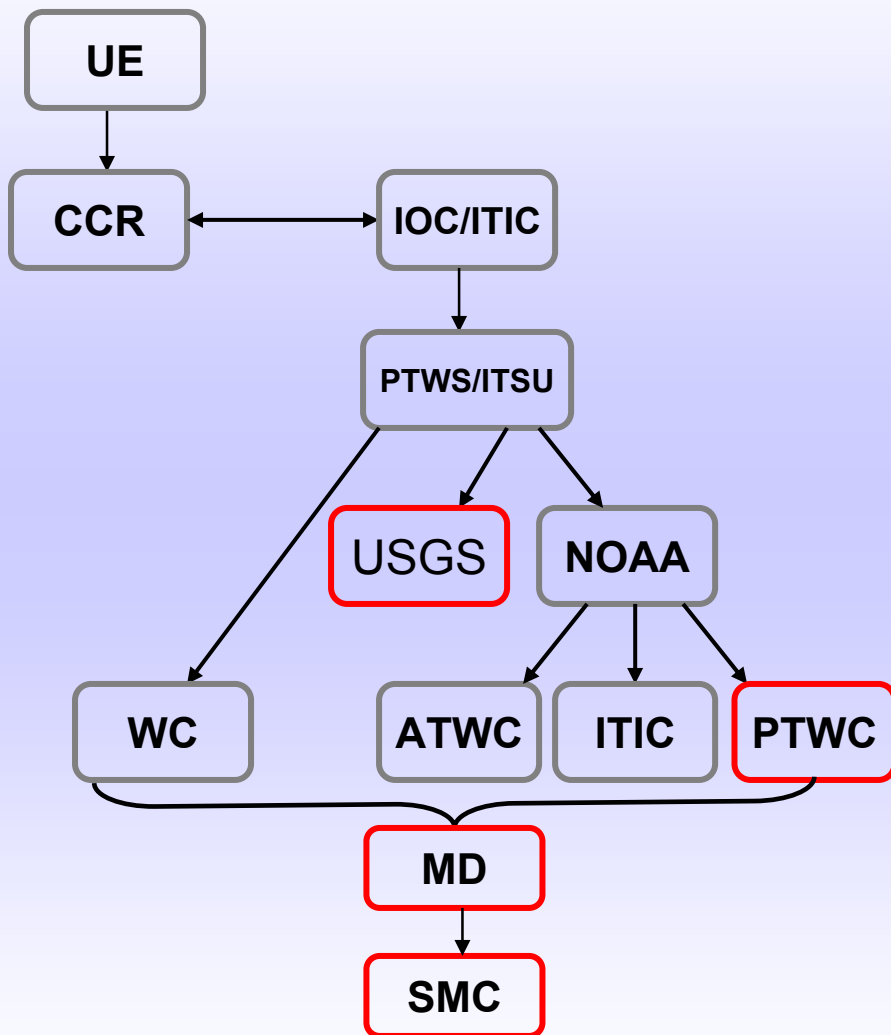 UE
CCR
IOC/ITIC
PTWS/ITSU
USGS
NOAA
WC
ATWC
ITIC
PTWC
MD
SMC